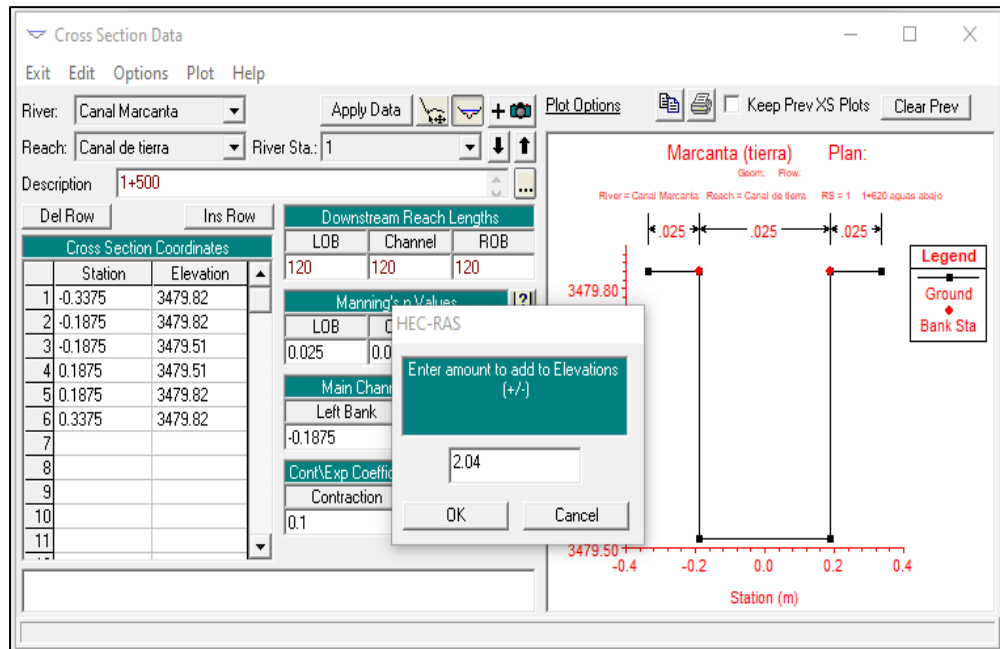 Cross Section Data
Exit Edit Options Plot Help
River: Canal Marcanta Apply Data Plot Options Keep Prev XS Plots Clear Prev
Reach: Canal de tierra River Sta.: 1
Description 1+500 ...
Del Row Ins Row
Cross Section Coordinates
Station Elevation
1 -0.3375 3479.82
2 -0.1875 3479.82
3 -0.1875 3479.51
4 0.1875 3479.51
5 0.1875 3479.82
6 0.3375 3479.82
7
8
9
10
11
Downstream Reach Lengths
LOB Channel ROB
120 120 120
Manning's n Values ?
LOB C
0.025 0.0
Main Chann
Left Bank
-0.1875
Cont\Exp Coeffic
Contraction
0.1
HEC-RAS
Enter amount to add to Elevations
(+/-)
2.04
OK Cancel
Marcanta (tierra) Plan:
Geom: Flow:
River = Canal Marcanta Reach = Canal de tierra RS = 1 1+620 aguas abajo
.025 .025 .025
3479.80
3479.50
-0.4 -0.2 0.0 0.2 0.4
Station (m)
Legend
Ground
Bank Sta